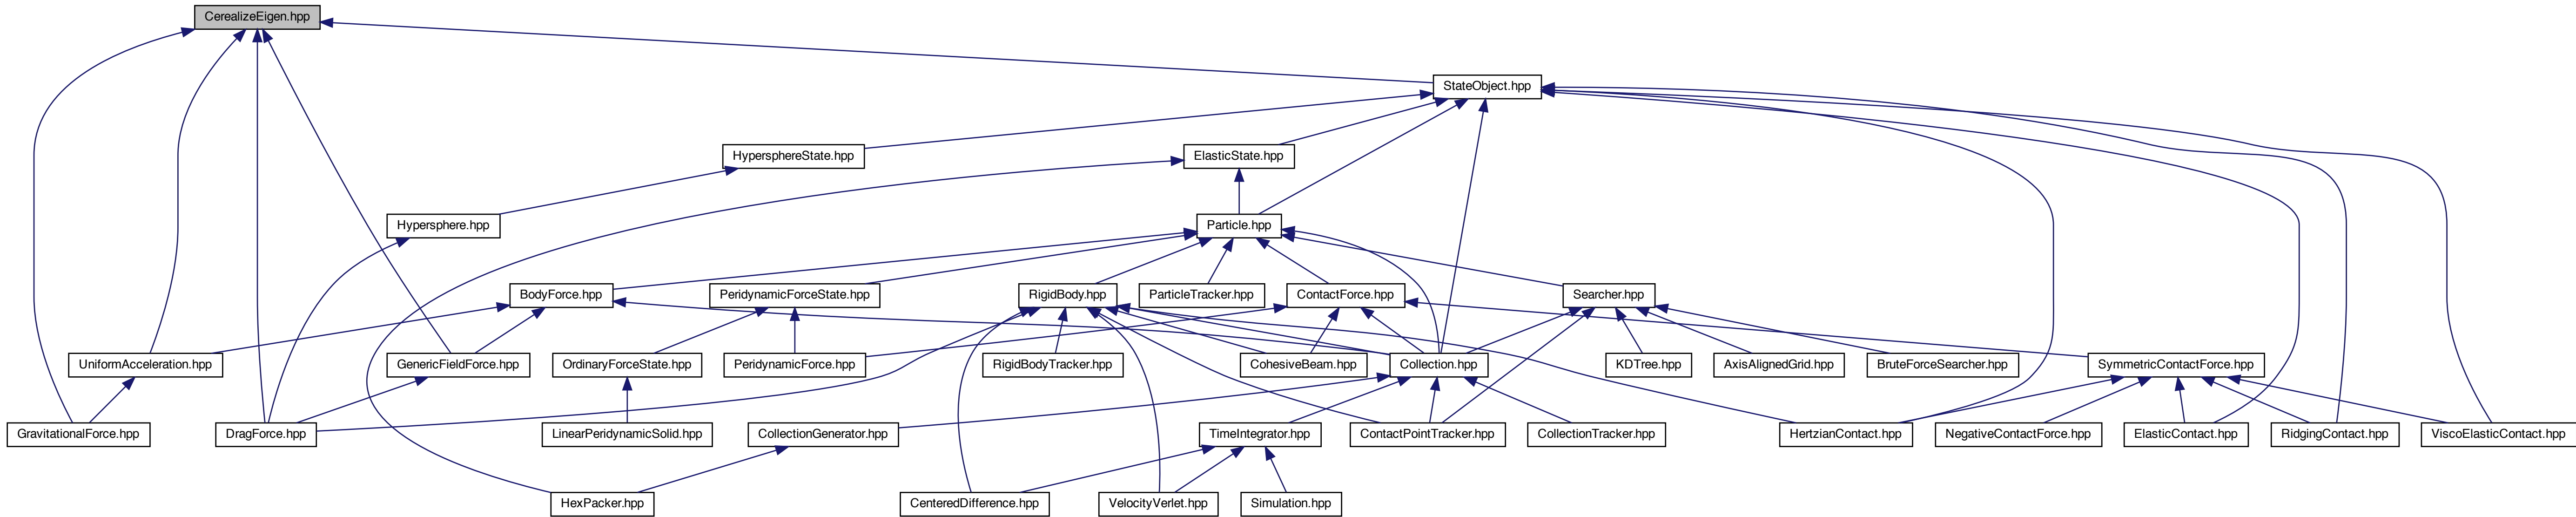 CerealizeEigen.hpp
StateObject.hpp
HypersphereState.hpp
ElasticState.hpp
Hypersphere.hpp
Particle.hpp
BodyForce.hpp
PeridynamicForceState.hpp
RigidBody.hpp
ParticleTracker.hpp
ContactForce.hpp
Searcher.hpp
UniformAcceleration.hpp
GenericFieldForce.hpp
OrdinaryForceState.hpp
PeridynamicForce.hpp
RigidBodyTracker.hpp
CohesiveBeam.hpp
Collection.hpp
KDTree.hpp
AxisAlignedGrid.hpp
BruteForceSearcher.hpp
SymmetricContactForce.hpp
GravitationalForce.hpp
DragForce.hpp
LinearPeridynamicSolid.hpp
CollectionGenerator.hpp
TimeIntegrator.hpp
ContactPointTracker.hpp
CollectionTracker.hpp
HertzianContact.hpp
NegativeContactForce.hpp
ElasticContact.hpp
RidgingContact.hpp
ViscoElasticContact.hpp
HexPacker.hpp
CenteredDifference.hpp
VelocityVerlet.hpp
Simulation.hpp